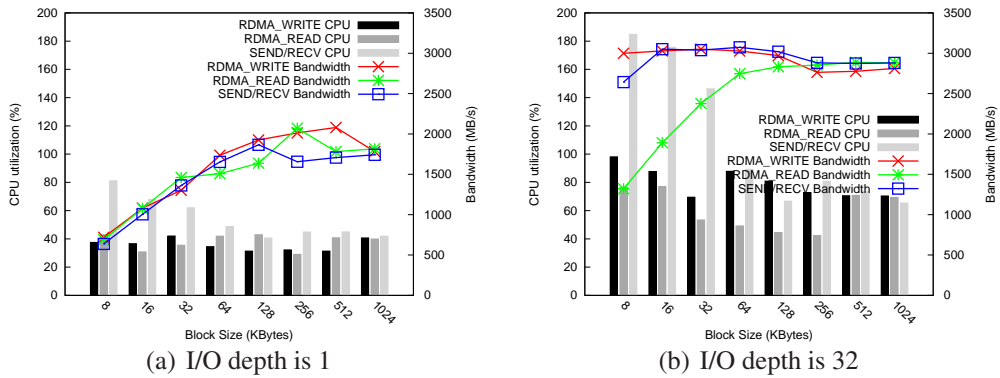 200
180
160
140
120
100
80
60
40
20
0
CPU utilization (%)
3500
3000
2500
2000
1500
1000
500
0
Bandwidth (MB/s)
RDMA_WRITE CPU
RDMA_READ CPU
SEND/RECV CPU
RDMA_WRITE Bandwidth
RDMA_READ Bandwidth
SEND/RECV Bandwidth
8 16 32 64 128 256 512 1024
Block Size (KBytes)
(a) I/O depth is 1
200
180
160
140
120
100
80
60
40
20
0
CPU utilization (%)
3500
3000
2500
2000
1500
1000
500
0
Bandwidth (MB/s)
RDMA_WRITE CPU
RDMA_READ CPU
SEND/RECV CPU
RDMA_WRITE Bandwidth
RDMA_READ Bandwidth
SEND/RECV Bandwidth
8 16 32 64 128 256 512 1024
Block Size (KBytes)
(b) I/O depth is 32